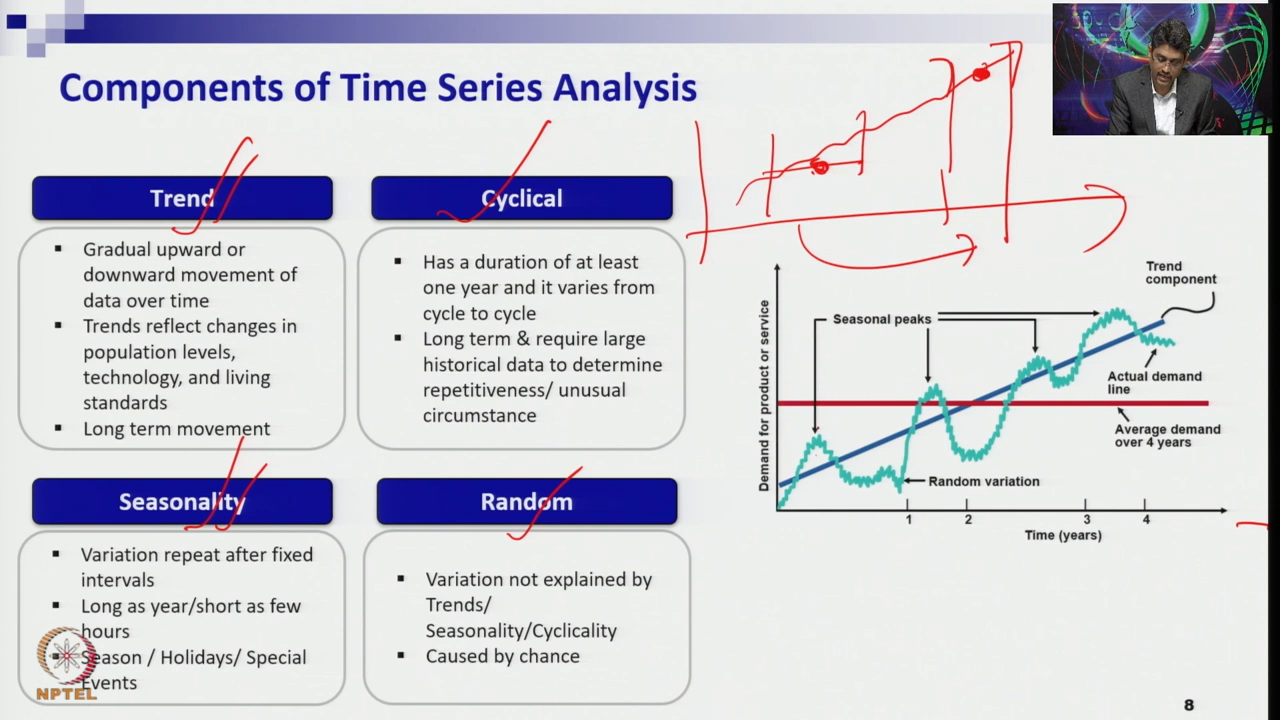 Components of Time Series Analysis
Trend
▪ Gradual upward or
downward movement of
data over time
▪ Trends reflect changes in
population levels,
technology, and living
standards
▪ Long term movement
Cyclical
▪ Has a duration of at least
one year and it varies from
cycle to cycle
▪ Long term & require large
historical data to determine
repetitiveness/ unusual
circumstance
Seasonality
▪ Variation repeat after fixed
intervals
▪ Long as year/short as few
hours
▪ Season / Holidays/ Special
Events
Random
▪ Variation not explained by
Trends/
Seasonality/Cyclicality
▪ Caused by chance
Demand for product or service
Seasonal peaks
Trend
component
Actual demand
line
Average demand
over 4 years
Random variation
1 2 3 4
Time (years)
NPTEL
8